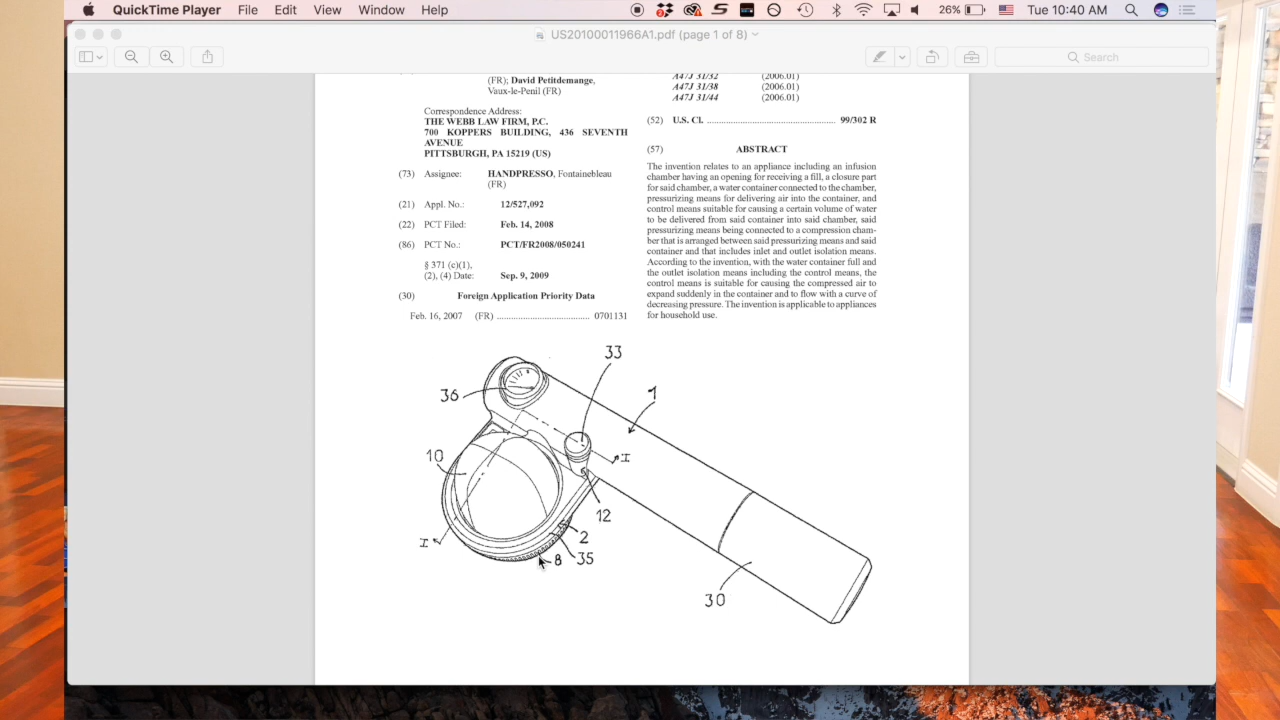 QuickTime Player File Edit View Window Help 26% Tue 10:40 AM
US20100011966A1.pdf (page 1 of 8)
Search
(FR); David Petitdemange,
Vaux-le-Penil (FR)
Correspondence Address:
THE WEBB LAW FIRM, P.C.
700 KOPPERS BUILDING, 436 SEVENTH
AVENUE
PITTSBURGH, PA 15219 (US)
(73) Assignee: HANDPRESSO, Fontainebleau
(FR)
(21) Appl. No.: 12/527,092
(22) PCT Filed: Feb. 14, 2008
(86) PCT No.: PCT/FR2008/050241
§ 371 (c)(1),
(2), (4) Date: Sep. 9, 2009
(30) Foreign Application Priority Data
Feb. 16, 2007 (FR) ..................................... 0701131
A47J 31/32 (2006.01)
A47J 31/38 (2006.01)
A47J 31/44 (2006.01)
(52) U.S. Cl. .................................................... 99/302 R
(57) ABSTRACT
The invention relates to an appliance including an infusion
chamber having an opening for receiving a fill, a closure part
for said chamber, a water container connected to the chamber,
pressurizing means for delivering air into the container, and
control means suitable for causing a certain volume of water
to be delivered from said container into said chamber, said
pressurizing means being connected to a compression cham-
ber that is arranged between said pressurizing means and said
container and that includes inlet and outlet isolation means.
According to the invention, with the water container full and
the outlet isolation means including the control means, the
control means is suitable for causing the compressed air to
expand suddenly in the container and to flow with a curve of
decreasing pressure. The invention is applicable to appliances
for household use.
33
36
1
10
I
12
2
I
8
35
30